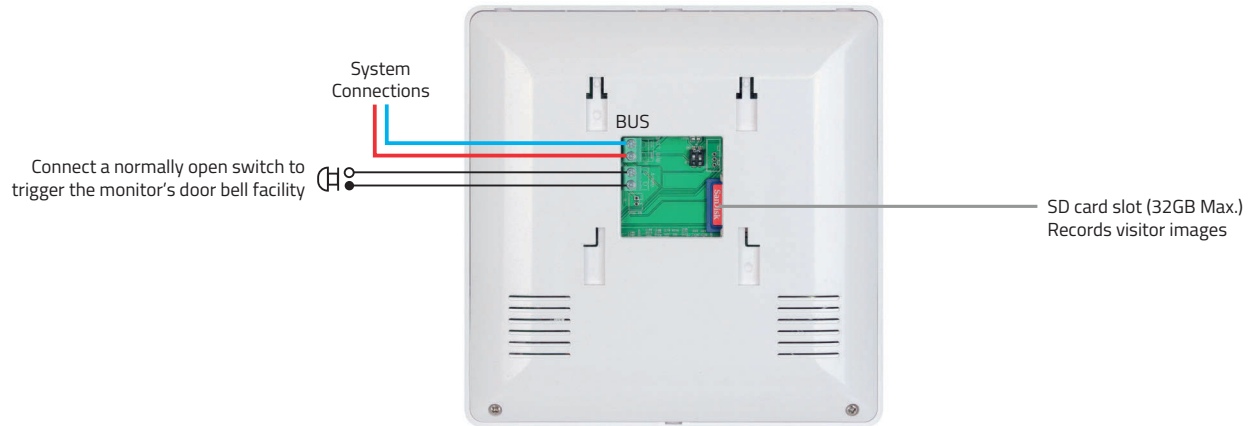 System
Connections
BUS
Connect a normally open switch to
trigger the monitor's door bell facility
SanDisk
SD card slot (32GB Max.)
Records visitor images